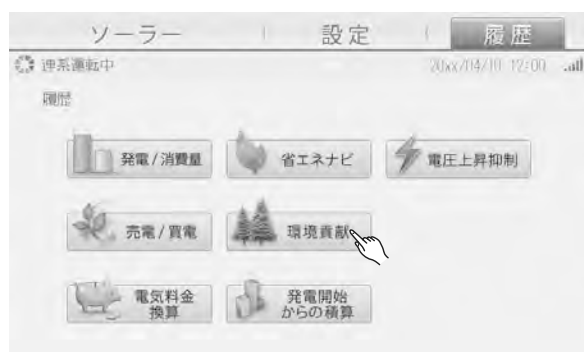 ソーラー 設定 履歴
連系運転中 20xx/04/10 12:00
履歴
発電/消費量 省エネナビ 電圧上昇抑制
売電/買電 環境貢献
電気料金
換算
発電開始
からの積算